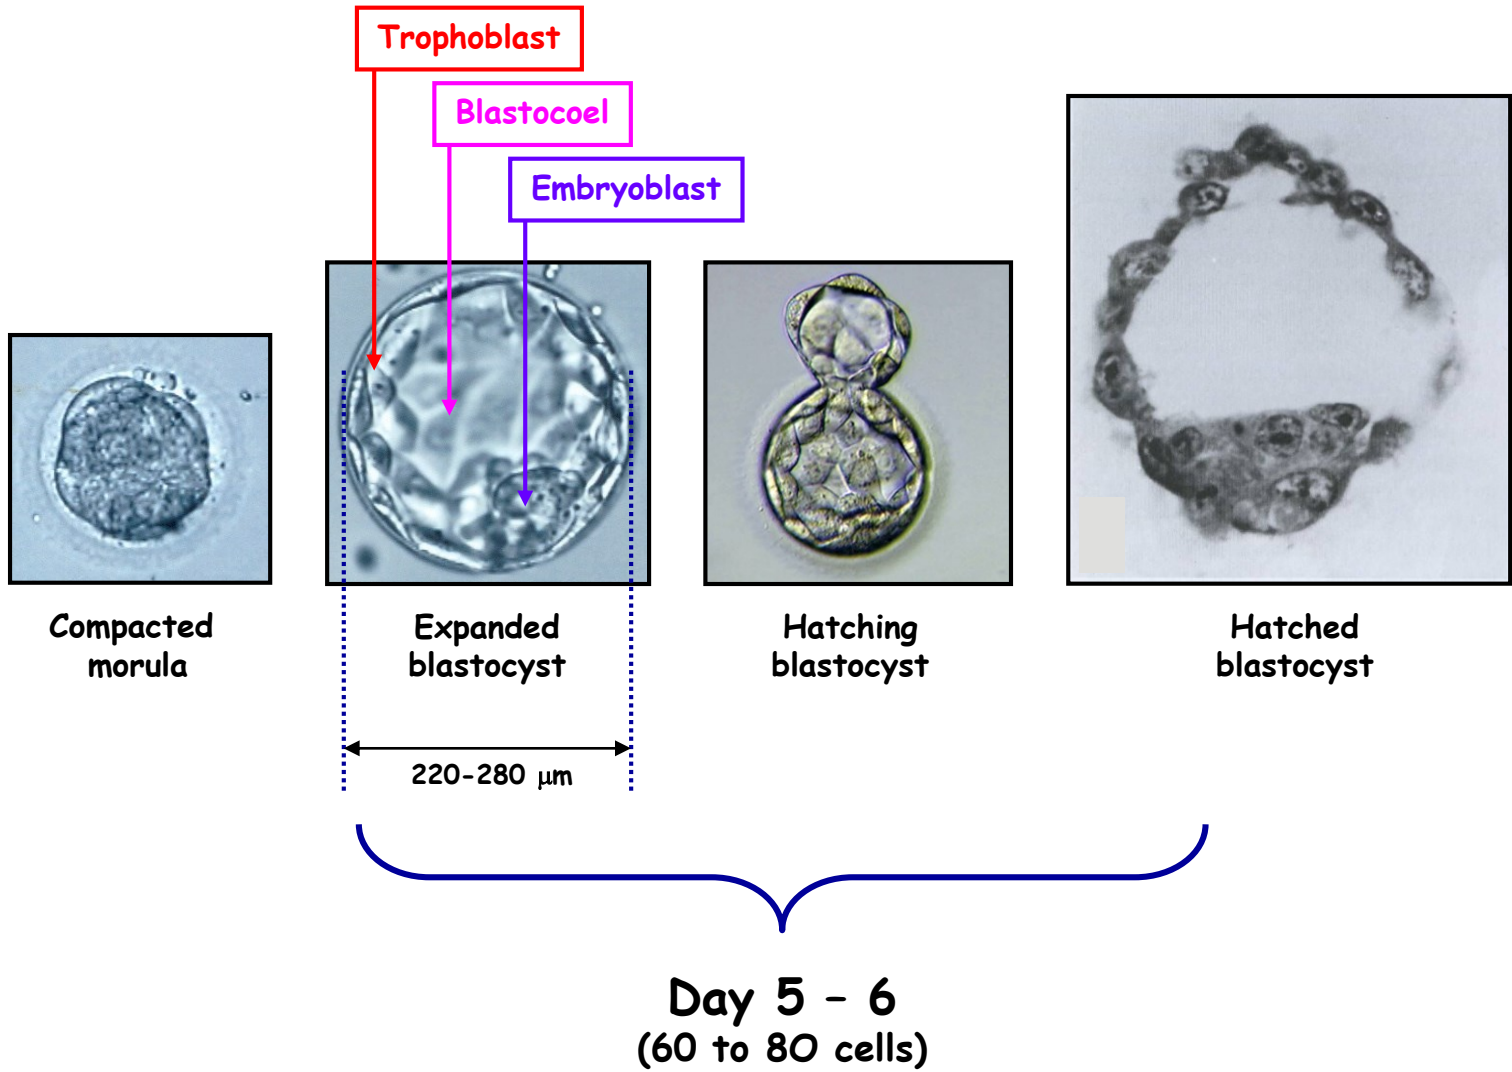 Trophoblast
Blastocoel
Embryoblast
Compacted
morula
Expanded
blastocyst
Hatching
blastocyst
Hatched
blastocyst
220-280 μm
Day 5 – 6
(60 to 80 cells)